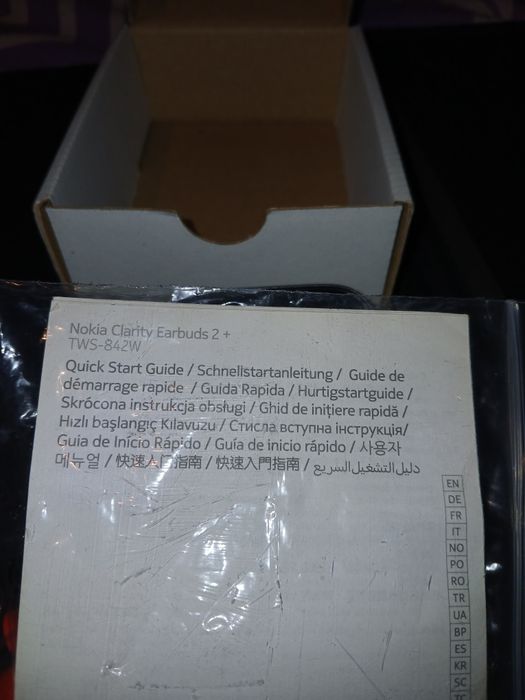 Nokia Clarity Earbuds 2 +
TWS-842W
Quick Start Guide / Schnellstartanleitung / Guide de
démarrage rapide / Guida Rapida / Hurtigstartguide /
Skrócona instrukcja obsługi / Ghid de inițiere rapidă /
Hızlı başlangıç Kılavuzu / Стисла вступна інструкція/
Guia de Início Rápido / Guía de inicio rápido / 사용자
메뉴얼 / 快速入门指南 / 快速入門指南 / دليل التشغيل السريع
EN
DE
FR
IT
NO
PO
RO
TR
UA
BP
ES
KR
SC
TC